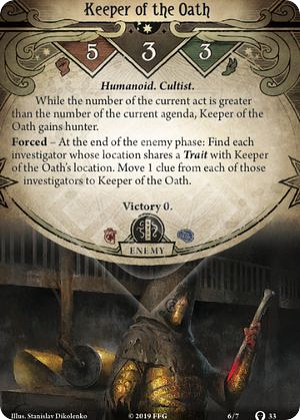 Keeper of the Oath
5 3 3
Humanoid. Cultist.
While the number of the current act is greater
than the number of the current agenda, Keeper of the
Oath gains hunter.
Forced – At the end of the enemy phase: Find each
investigator whose location shares a Trait with Keeper
of the Oath's location. Move 1 clue from each of those
investigators to Keeper of the Oath.
Victory 0.
ENEMY
Illus. Stanislav Dikolenko © 2019 FFG 6/7 33